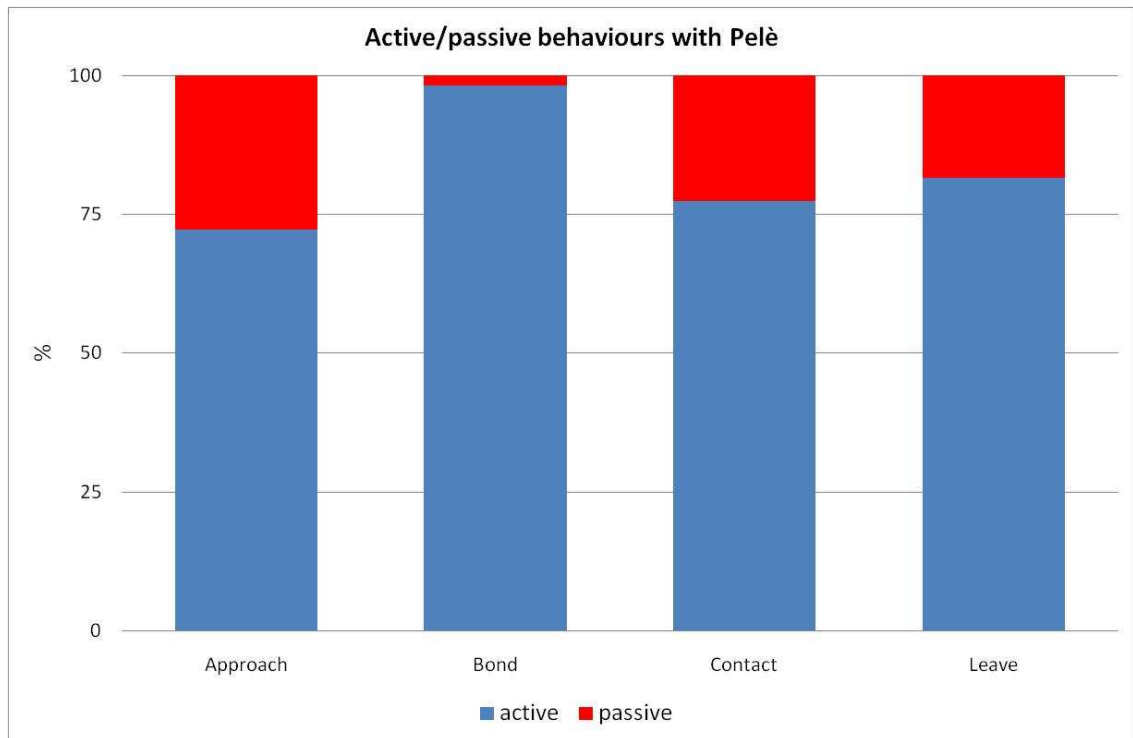 Active/passive behaviours with Pelè
100
75
50
25
0
%
Approach Bond Contact Leave
active passive